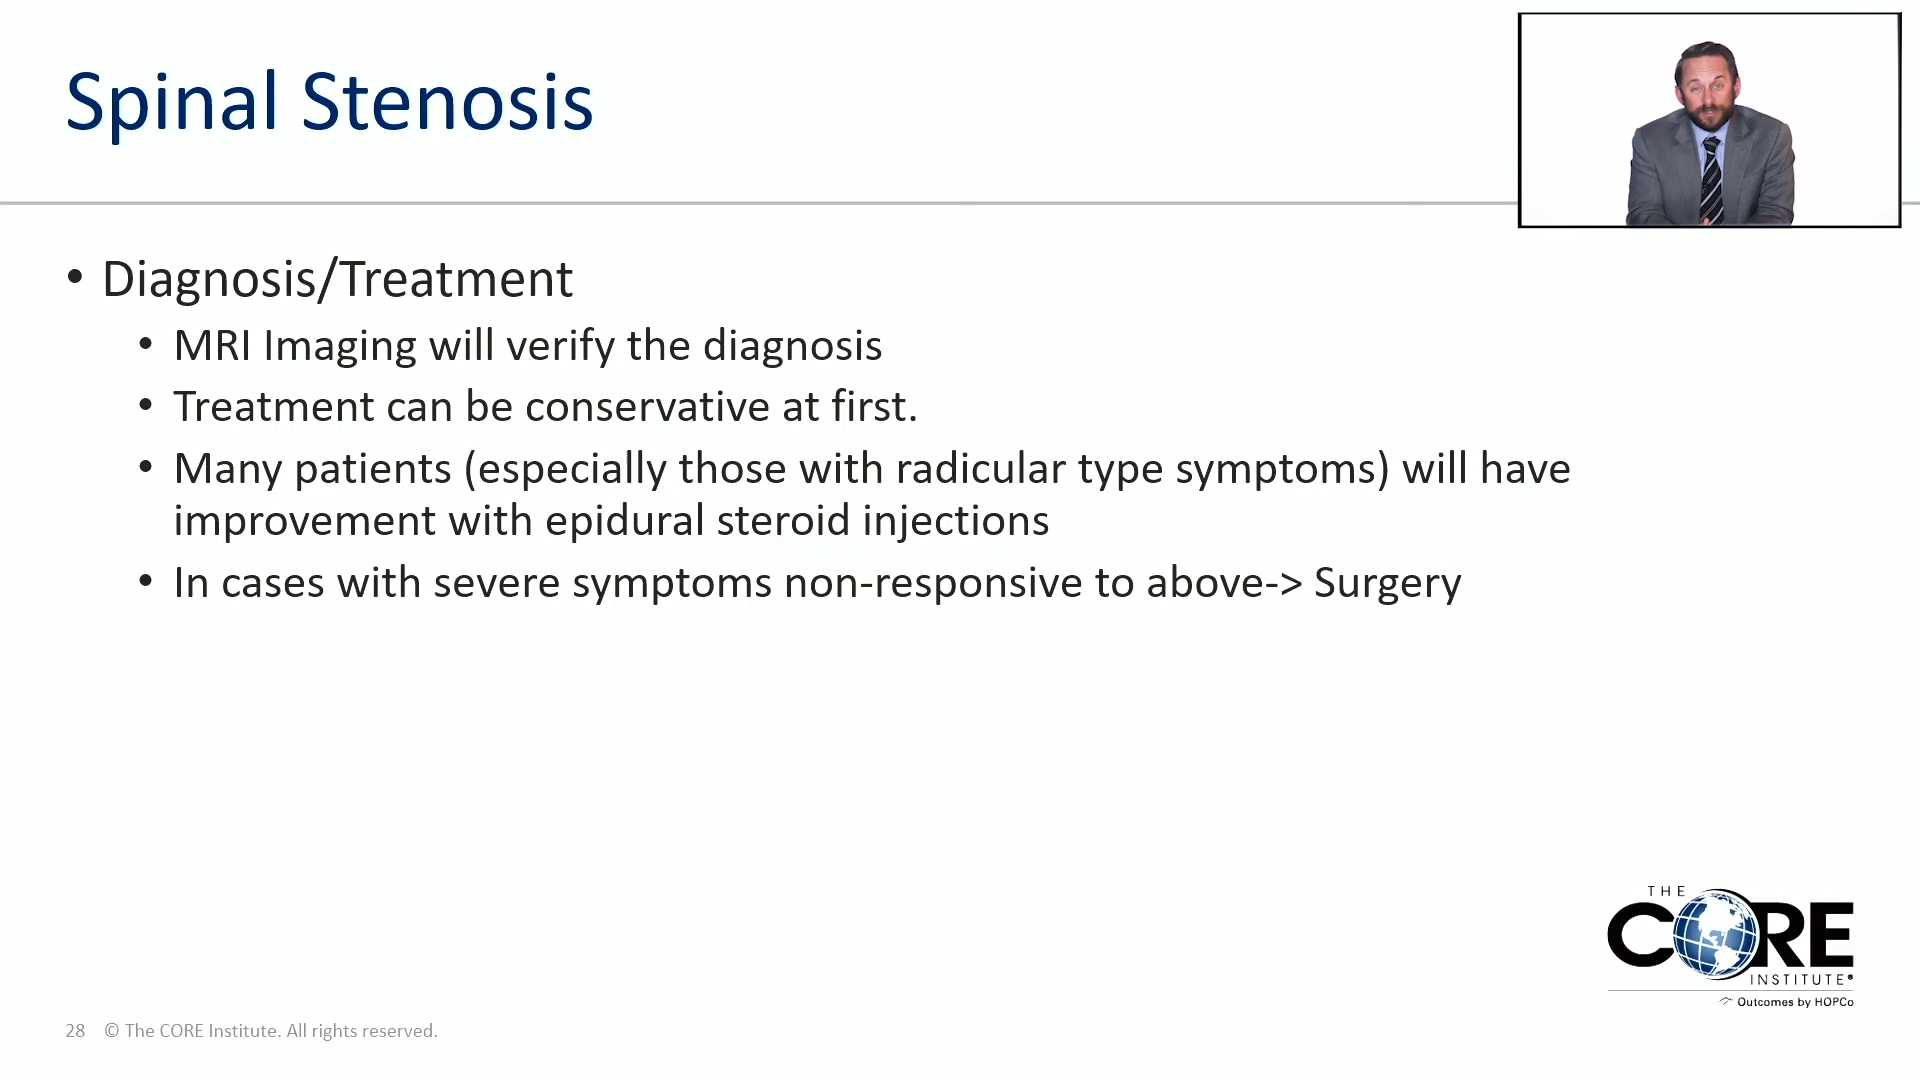 Spinal Stenosis
• Diagnosis/Treatment
• MRI Imaging will verify the diagnosis
• Treatment can be conservative at first.
• Many patients (especially those with radicular type symptoms) will have
improvement with epidural steroid injections
• In cases with severe symptoms non-responsive to above-> Surgery
THE
CORE
INSTITUTE®
Outcomes by HOPCo
28 © The CORE Institute. All rights reserved.